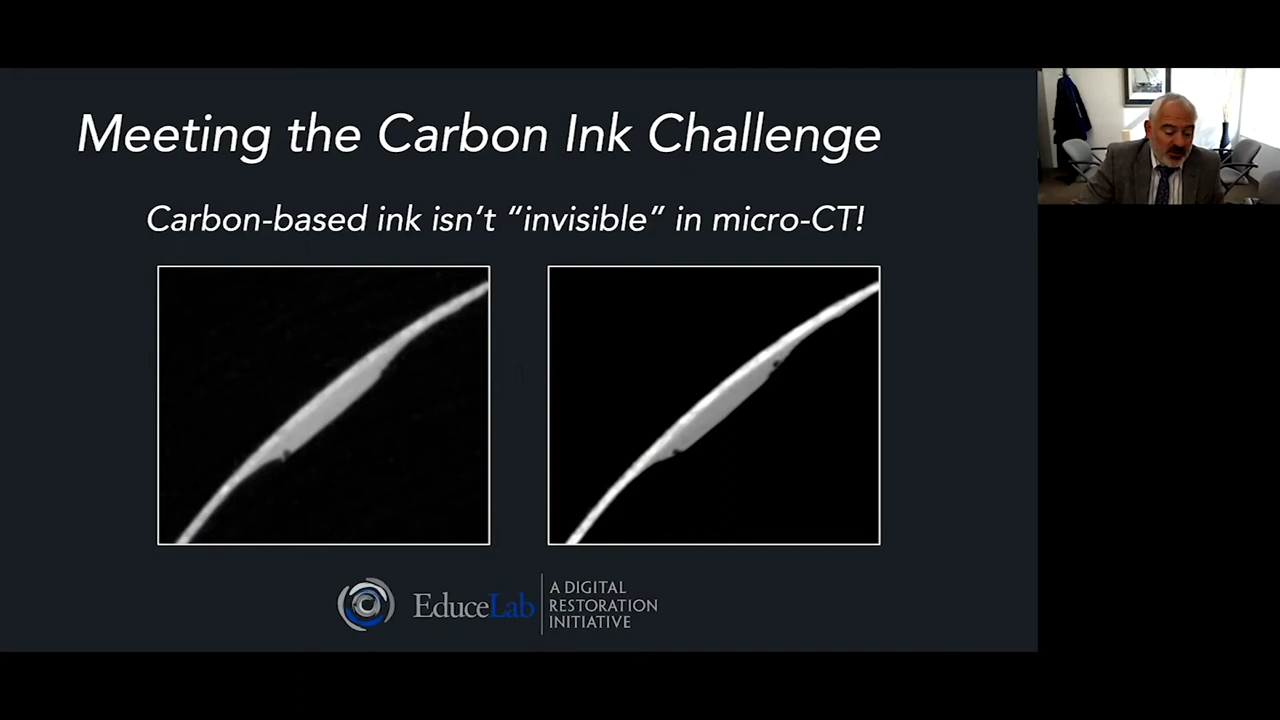 Meeting the Carbon Ink Challenge
Carbon-based ink isn’t “invisible” in micro-CT!
EduceLab
A DIGITAL
RESTORATION
INITIATIVE